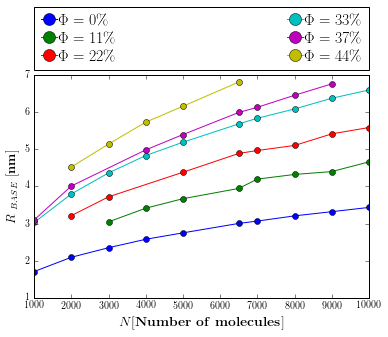 Φ = 0% Φ = 33%
Φ = 11% Φ = 37%
Φ = 22% Φ = 44%
7
6
5
4
3
2
1
R BASE [nm]
1000 2000 3000 4000 5000 6000 7000 8000 9000 10000
N[Number of molecules]